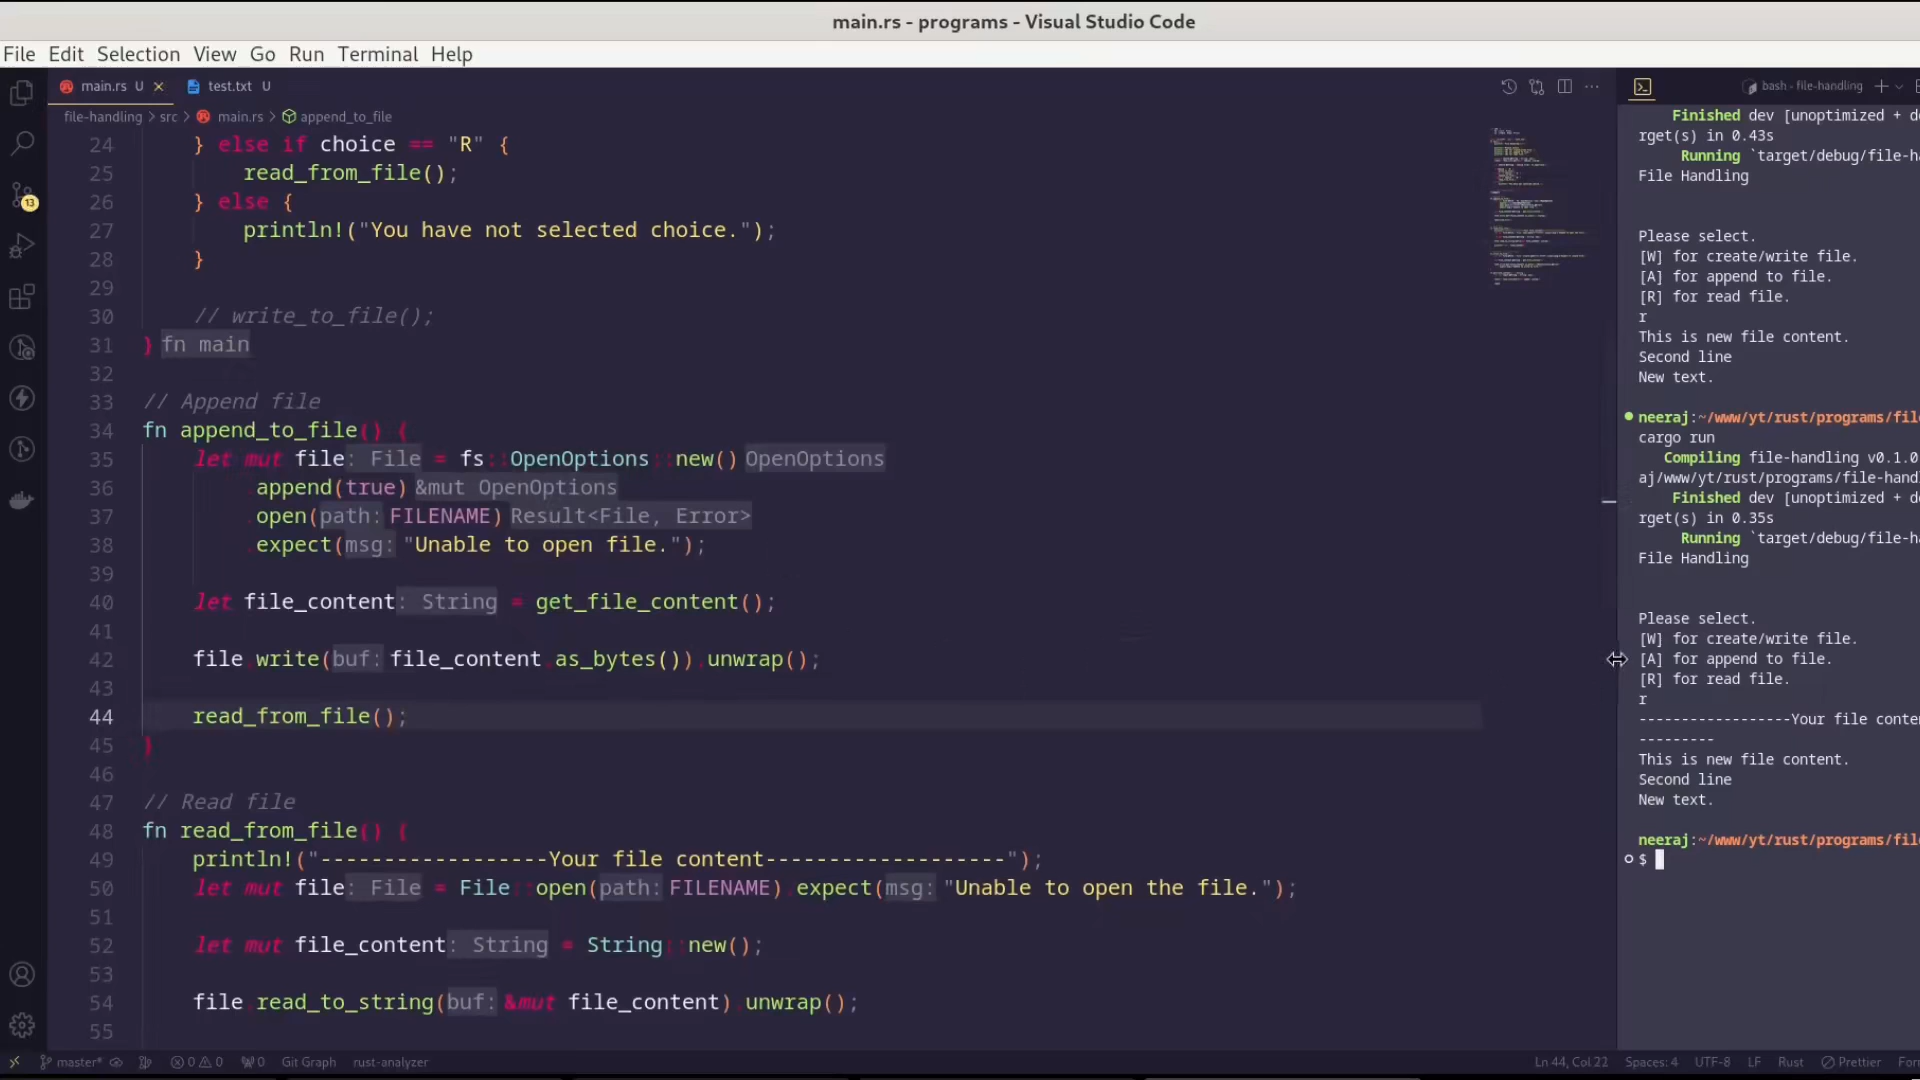 main.rs - programs - Visual Studio Code
File Edit Selection View Go Run Terminal Help
main.rs U test.txt U
file-handling > src > main.rs > append_to_file
24 } else if choice == "R" {
25 read_from_file();
26 } else {
27 println!("You have not selected choice.");
28 }
29
30 // write_to_file();
31 } fn main
32
33 // Append file
34 fn append_to_file() {
35 let mut file: File = fs::OpenOptions::new() OpenOptions
36 append(true) &mut OpenOptions
37 open(path: FILENAME) Result<File, Error>
38 expect(msg: "Unable to open file.");
39
40 let file_content: String = get_file_content();
41
42 file.write(buf: file_content.as_bytes()).unwrap();
43
44 read_from_file();
45 }
46
47 // Read file
48 fn read_from_file() {
49 println!("------------------Your file content-------------------");
50 let mut file: File = File::open(path: FILENAME).expect(msg: "Unable to open the file.");
51
52 let mut file_content: String = String::new();
53
54 file.read_to_string(buf: &mut file_content).unwrap();
55
bash - file-handling
Finished dev [unoptimized + de
rget(s) in 0.43s
Running `target/debug/file-ha
File Handling
Please select.
[W] for create/write file.
[A] for append to file.
[R] for read file.
r
This is new file content.
Second line
New text.
neeraj:~/www/yt/rust/programs/fil
cargo run
Compiling file-handling v0.1.0
aj/www/yt/rust/programs/file-hand
Finished dev [unoptimized + de
rget(s) in 0.35s
Running `target/debug/file-ha
File Handling
Please select.
[W] for create/write file.
[A] for append to file.
[R] for read file.
r
------------------Your file conte
---------
This is new file content.
Second line
New text.
neeraj:~/www/yt/rust/programs/fil
$
13
master* 0 0 0 Git Graph rust-analyzer Ln 44, Col 22 Spaces: 4 UTF-8 LF Rust Prettier